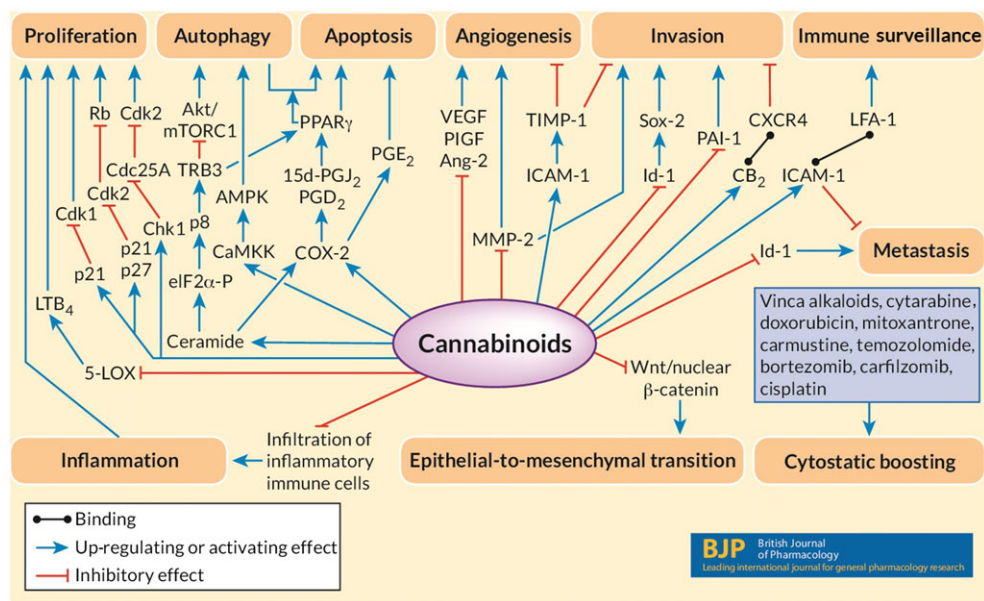 Proliferation
Autophagy
Apoptosis
Angiogenesis
Invasion
Immune surveillance
Rb
Cdk2
Akt/
mTORC1
PPARγ
VEGF
PIGF
Ang-2
TIMP-1
Sox-2
PAI-1
CXCR4
LFA-1
Cdc25A
TRB3
PGE2
15d-PGJ2
PGD2
ICAM-1
Id-1
CB2
ICAM-1
Cdk2
Cdk1
AMPK
Chk1
p8
p21
p27
p21
CaMKK
COX-2
MMP-2
Id-1
Metastasis
eIF2α-P
LTB4
Ceramide
Cannabinoids
Vinca alkaloids, cytarabine,
doxorubicin, mitoxantrone,
carmustine, temozolomide,
bortezomib, carfilzomib,
cisplatin
5-LOX
Wnt/nuclear
β-catenin
Inflammation
Infiltration of
inflammatory
immune cells
Epithelial-to-mesenchymal transition
Cytostatic boosting
Binding
Up-regulating or activating effect
Inhibitory effect
BJP
British Journal
of Pharmacology
Leading international journal for general pharmacology research